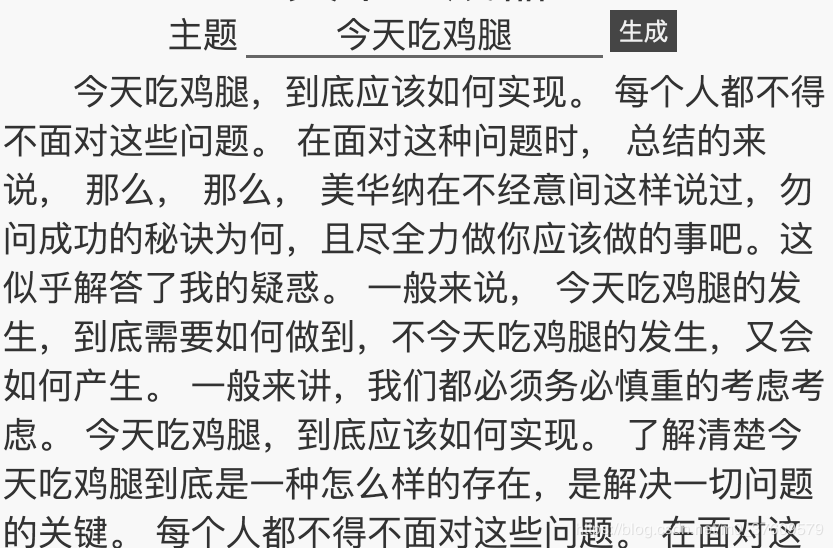 主题 今天吃鸡腿 生成
今天吃鸡腿，到底应该如何实现。 每个人都不得
不面对这些问题。 在面对这种问题时， 总结的来
说， 那么， 那么， 美华纳在不经意间这样说过，勿
问成功的秘诀为何，且尽全力做你应该做的事吧。这
似乎解答了我的疑惑。 一般来说， 今天吃鸡腿的发
生，到底需要如何做到，不今天吃鸡腿的发生，又会
如何产生。 一般来讲，我们都必须务必慎重的考虑考
虑。 今天吃鸡腿，到底应该如何实现。 了解清楚今
天吃鸡腿到底是一种怎么样的存在，是解决一切问题
的关键。 每个人都不得不面对这些问题。 在面对这